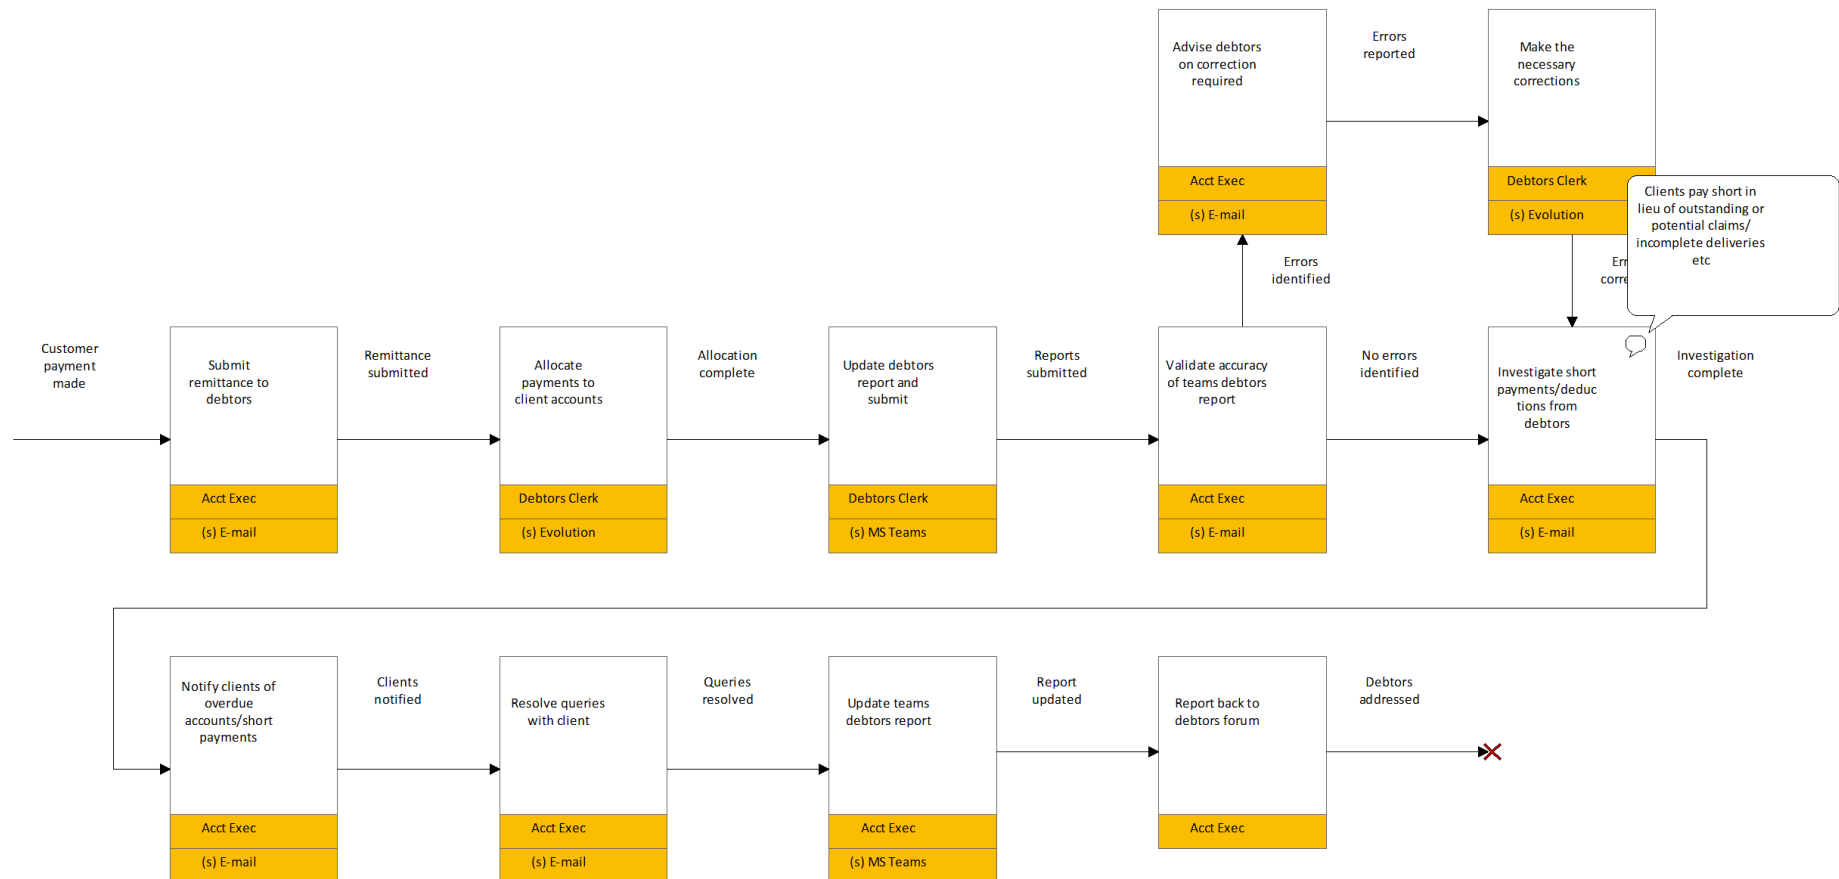 Advise debtors
on correction
required
Acct Exec
(s) E-mail
Errors
reported
Make the
necessary
corrections
Debtors Clerk
(s) Evolution
Clients pay short in
lieu of outstanding or
potential claims/
incomplete deliveries
etc
Errors
identified
Customer
payment
made
Submit
remittance to
debtors
Acct Exec
(s) E-mail
Remittance
submitted
Allocate
payments to
client accounts
Debtors Clerk
(s) Evolution
Allocation
complete
Update debtors
report and
submit
Debtors Clerk
(s) MS Teams
Reports
submitted
Validate accuracy
of teams debtors
report
Acct Exec
(s) E-mail
No errors
identified
Investigate short
payments/deduc
tions from
debtors
Acct Exec
(s) E-mail
Investigation
complete
Notify clients of
overdue
accounts/short
payments
Acct Exec
(s) E-mail
Clients
notified
Resolve queries
with client
Acct Exec
(s) E-mail
Queries
resolved
Update teams
debtors report
Acct Exec
(s) MS Teams
Report
updated
Report back to
debtors forum
Acct Exec
Debtors
addressed